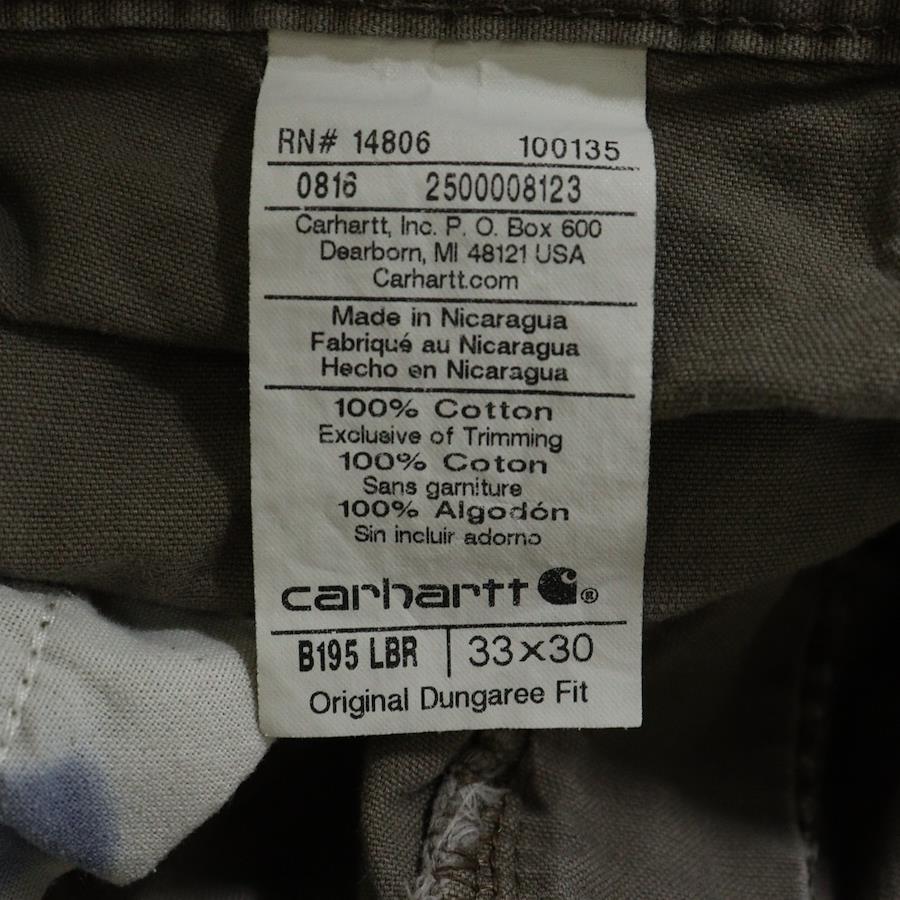 RN# 14806 100135
0816 2500008123
Carhartt, Inc. P. O. Box 600
Dearborn, MI 48121 USA
Carhartt.com
Made in Nicaragua
Fabriqué au Nicaragua
Hecho en Nicaragua
100% Cotton
Exclusive of Trimming
100% Coton
Sans garniture
100% Algodón
Sin incluir adorno
carhartt ®
B195 LBR 33×30
Original Dungaree Fit